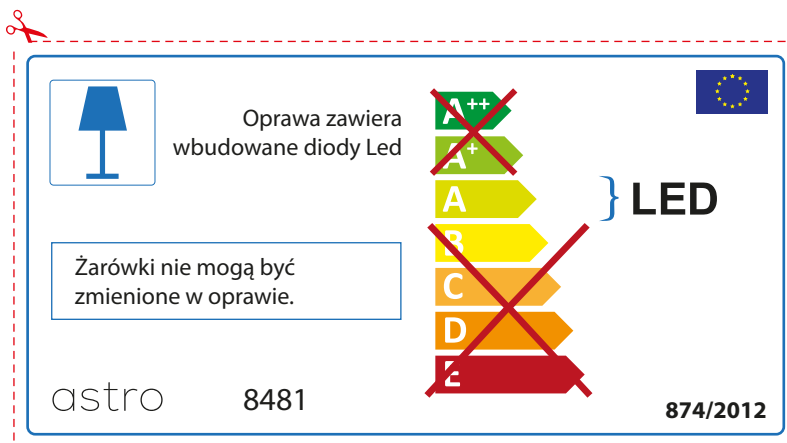 Oprawa zawiera
wbudowane diody Led
A++
A+
A
B
C
D
E
LED
Żarówki nie mogą być
zmienione w oprawie.
astro
8481
874/2012